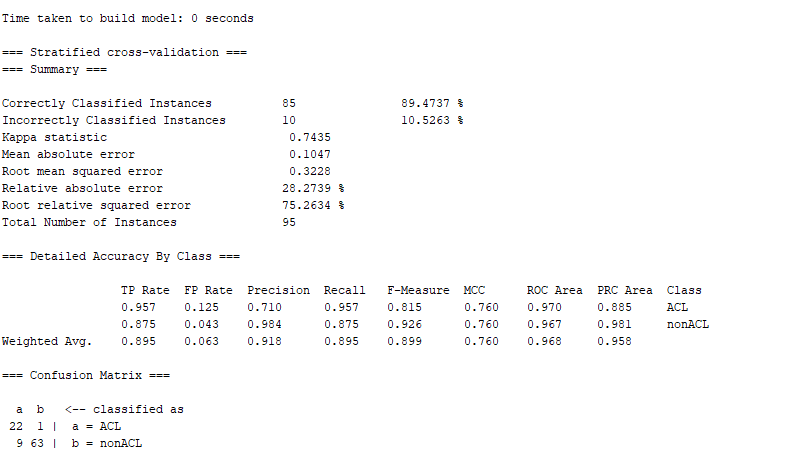 Time taken to build model: 0 seconds
=== Stratified cross-validation ===
=== Summary ===
Correctly Classified Instances 85 89.4737 %
Incorrectly Classified Instances 10 10.5263 %
Kappa statistic 0.7435
Mean absolute error 0.1047
Root mean squared error 0.3228
Relative absolute error 28.2739 %
Root relative squared error 75.2634 %
Total Number of Instances 95
=== Detailed Accuracy By Class ===
TP Rate FP Rate Precision Recall F-Measure MCC ROC Area PRC Area Class
0.957 0.125 0.710 0.957 0.815 0.760 0.970 0.885 ACL
0.875 0.043 0.984 0.875 0.926 0.760 0.967 0.981 nonACL
Weighted Avg. 0.895 0.063 0.918 0.895 0.899 0.760 0.968 0.958
=== Confusion Matrix ===
a b <-- classified as
22 1 | a = ACL
9 63 | b = nonACL